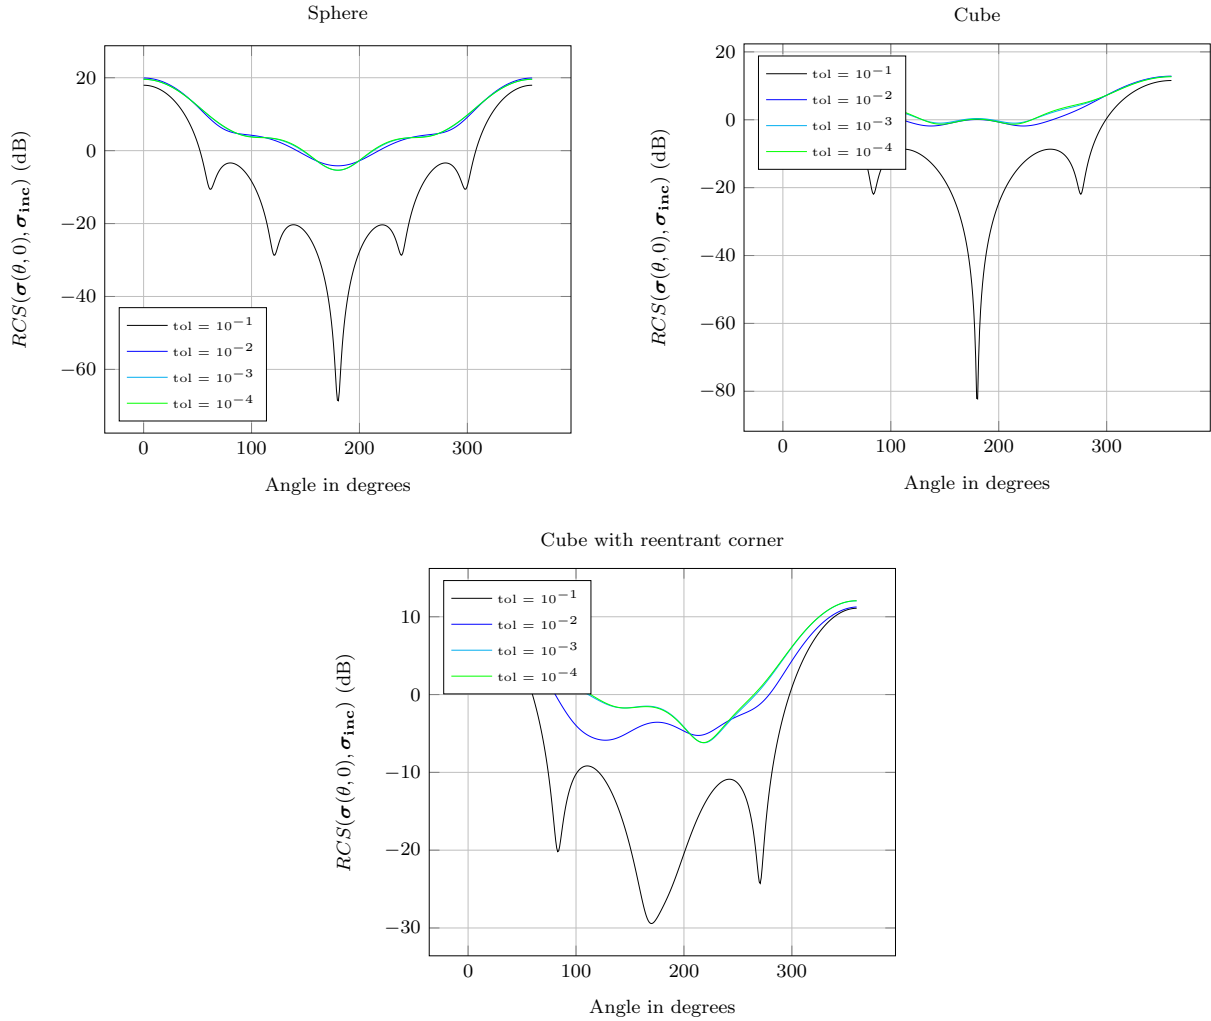 Sphere
20
0
−20
−40
−60
RCS(σ(θ, 0), σ_inc) (dB)
tol = 10^−1
tol = 10^−2
tol = 10^−3
tol = 10^−4
0 100 200 300
Angle in degrees
Cube
20
0
−20
−40
−60
−80
RCS(σ(θ, 0), σ_inc) (dB)
tol = 10^−1
tol = 10^−2
tol = 10^−3
tol = 10^−4
0 100 200 300
Angle in degrees
Cube with reentrant corner
10
0
−10
−20
−30
RCS(σ(θ, 0), σ_inc) (dB)
tol = 10^−1
tol = 10^−2
tol = 10^−3
tol = 10^−4
0 100 200 300
Angle in degrees